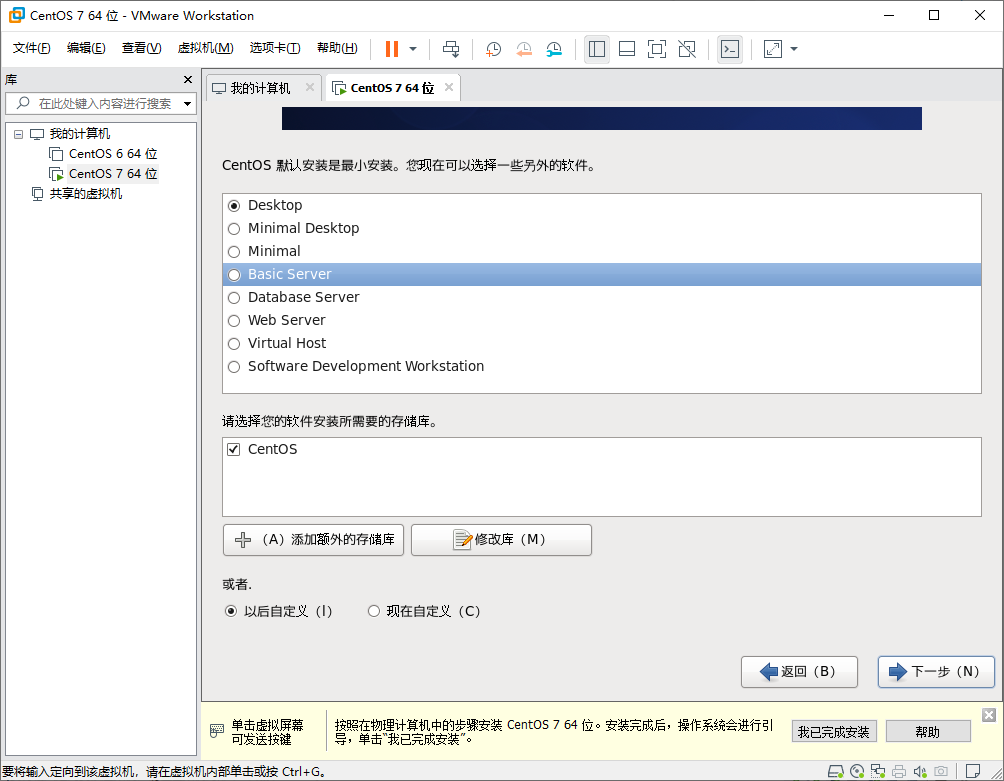 CentOS 7 64 位 - VMware Workstation
文件(F) 编辑(E) 查看(V) 虚拟机(M) 选项卡(T) 帮助(H)
库
在此处键入内容进行搜索
我的计算机
CentOS 6 64 位
CentOS 7 64 位
共享的虚拟机
我的计算机 CentOS 7 64 位
CentOS 默认安装是最小安装。您现在可以选择一些另外的软件。
Desktop
Minimal Desktop
Minimal
Basic Server
Database Server
Web Server
Virtual Host
Software Development Workstation
请选择您的软件安装所需要的存储库。
CentOS
（A）添加额外的存储库 修改库（M）
或者.
以后自定义（l） 现在自定义（C）
返回（B） 下一步（N）
单击虚拟屏幕
可发送按键
按照在物理计算机中的步骤安装 CentOS 7 64 位。安装完成后，操作系统会进行引
导，单击“我已完成安装”。
我已完成安装 帮助
要将输入定向到该虚拟机，请在虚拟机内部单击或按 Ctrl+G。